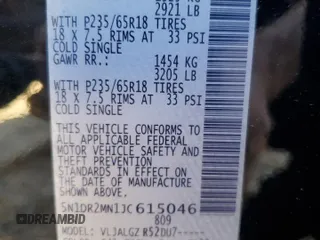 2921 LB
WITH P235/65R18 TIRES
18 X 7.5 RIMS AT 33 PSI
COLD SINGLE
GAWR RR.: 1454 KG
3205 LB
WITH P235/65R18 TIRES
18 X 7.5 RIMS AT 33 PSI
COLD SINGLE
THIS VEHICLE CONFORMS TO
ALL APPLICABLE FEDERAL
MOTOR VEHICLE SAFETY
AND THEFT PREVENTION
STANDARDS IN EFFECT ON
THE DATE OF MANUFACTURE
SHOWN ABOVE.
5N1DR2MN1JC615046
809
MODEL: VLJALGZ R52DU7-----
DREAMBID